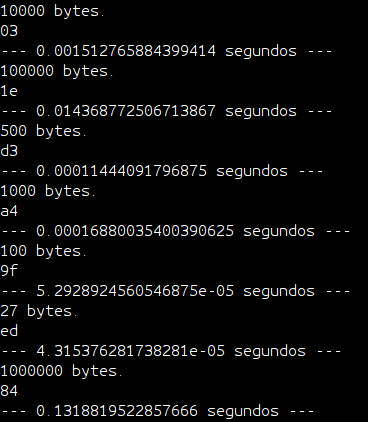 10000 bytes.
03
--- 0.001512765884399414 segundos ---
100000 bytes.
1e
--- 0.014368772506713867 segundos ---
500 bytes.
d3
--- 0.00011444091796875 segundos ---
1000 bytes.
a4
--- 0.00016880035400390625 segundos ---
100 bytes.
9f
--- 5.2928924560546875e-05 segundos ---
27 bytes.
ed
--- 4.315376281738281e-05 segundos ---
1000000 bytes.
84
--- 0.1318819522857666 segundos ---